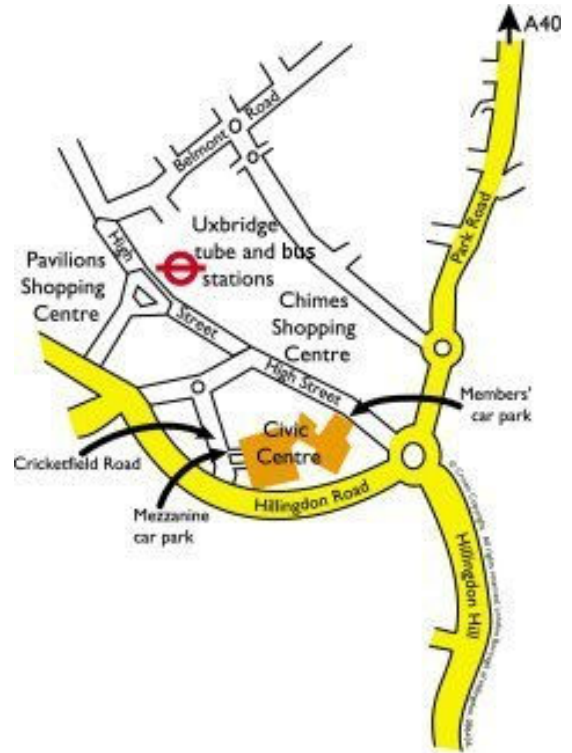 A40
Belmont Road
Park Road
High
Street
Uxbridge
tube and bus
stations
Pavilions
Shopping
Centre
Chimes
Shopping
Centre
High Street
Members'
car park
Civic
Centre
Cricketfield Road
Mezzanine
car park
Hillingdon Road
Hillingdon Hill